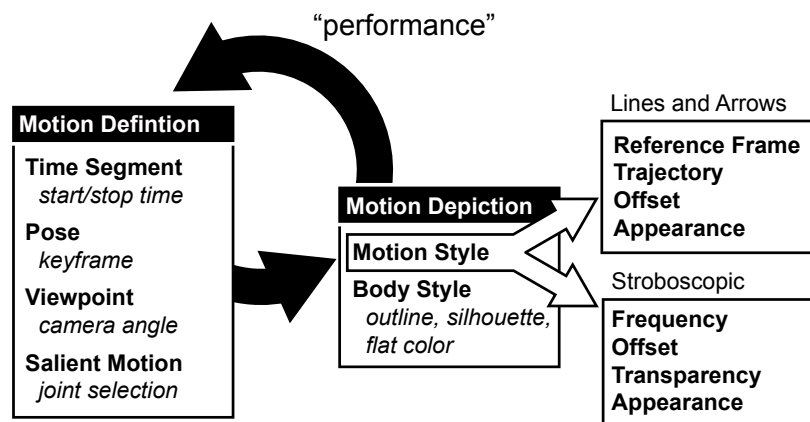 “performance”
Motion Defintion
Time Segment
start/stop time
Pose
keyframe
Viewpoint
camera angle
Salient Motion
joint selection
Motion Depiction
Motion Style
Body Style
outline, silhouette,
flat color
Lines and Arrows
Reference Frame
Trajectory
Offset
Appearance
Stroboscopic
Frequency
Offset
Transparency
Appearance